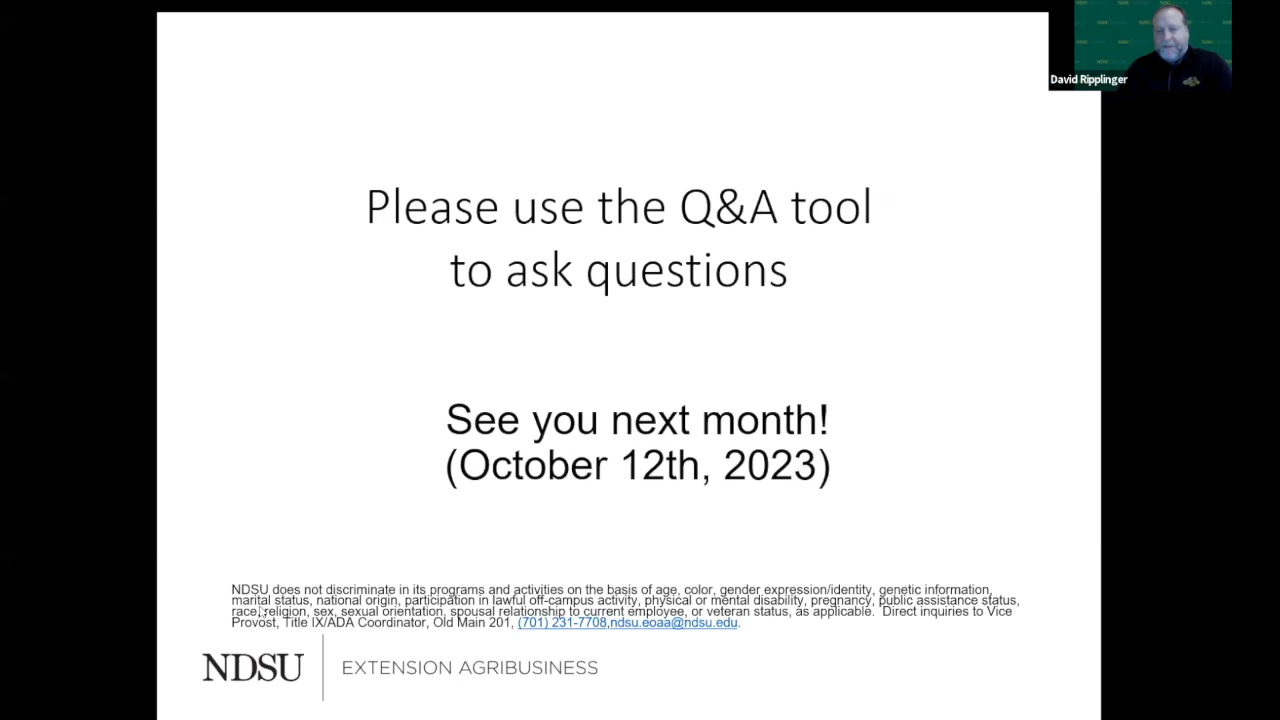 David Ripplinger
Please use the Q&A tool
to ask questions
See you next month!
(October 12th, 2023)
NDSU does not discriminate in its programs and activities on the basis of age, color, gender expression/identity, genetic information,
marital status, national origin, participation in lawful off-campus activity, physical or mental disability, pregnancy, public assistance status,
race, religion, sex, sexual orientation, spousal relationship to current employee, or veteran status, as applicable. Direct inquiries to Vice
Provost, Title IX/ADA Coordinator, Old Main 201, (701) 231-7708,ndsu.eoaa@ndsu.edu.
NDSU EXTENSION AGRIBUSINESS